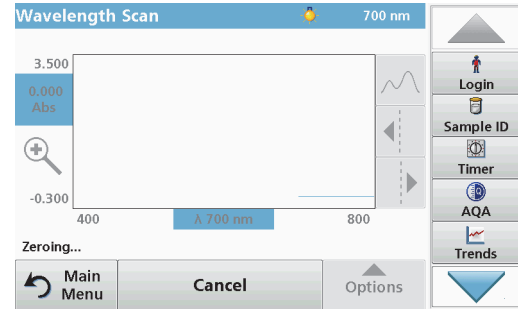 Wavelength Scan 700 nm
3.500
0.000
Abs
-0.300
400 λ 700 nm 800
Zeroing...
Main
Menu
Cancel
Options
Login
Sample ID
Timer
AQA
Trends